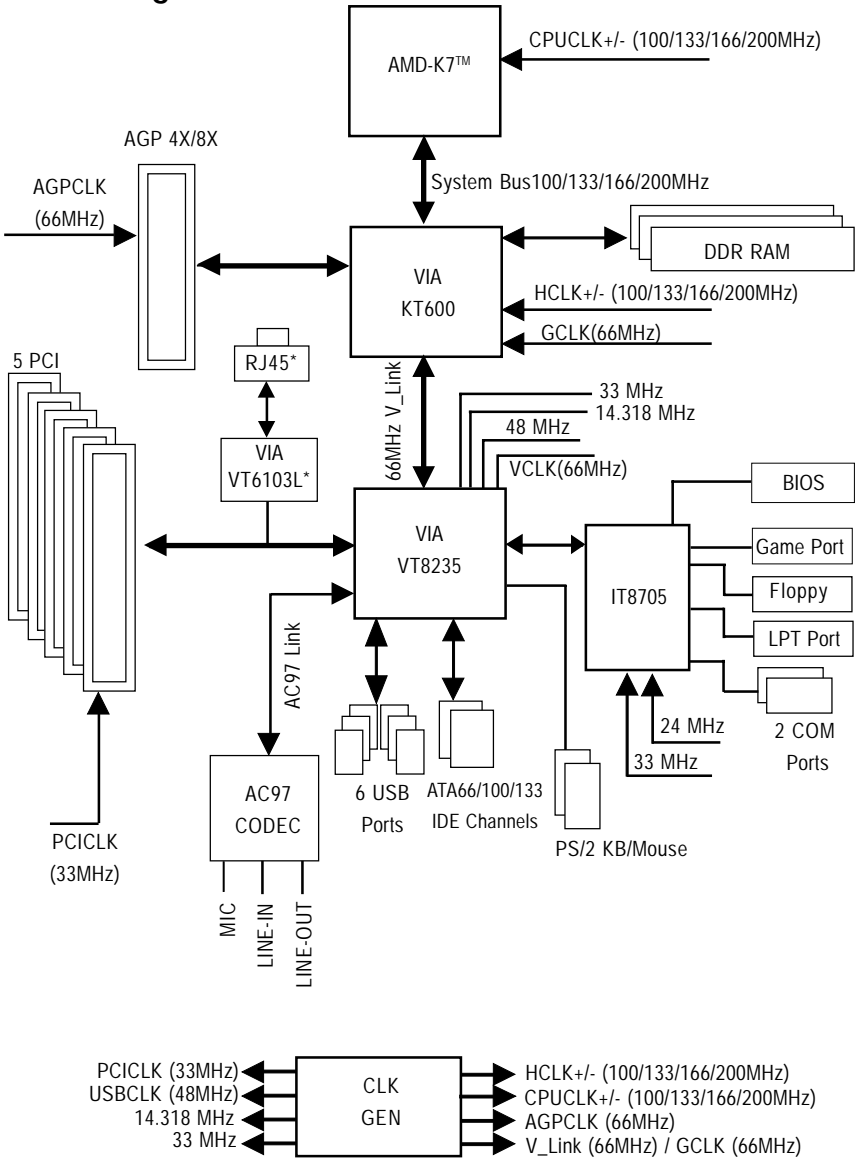 AMD-K7™
CPUCLK+/- (100/133/166/200MHz)
AGP 4X/8X
System Bus100/133/166/200MHz
AGPCLK
(66MHz)
DDR RAM
VIA
KT600
HCLK+/- (100/133/166/200MHz)
GCLK(66MHz)
5 PCI
RJ45*
66MHz V_Link
33 MHz
14.318 MHz
48 MHz
VCLK(66MHz)
VIA
VT6103L*
BIOS
VIA
VT8235
Game Port
IT8705
Floppy
LPT Port
AC97 Link
24 MHz
33 MHz
2 COM
Ports
AC97
CODEC
6 USB
Ports
ATA66/100/133
IDE Channels
PS/2 KB/Mouse
PCICLK
(33MHz)
MIC
LINE-IN
LINE-OUT
PCICLK (33MHz)
USBCLK (48MHz)
14.318 MHz
33 MHz
CLK
GEN
HCLK+/- (100/133/166/200MHz)
CPUCLK+/- (100/133/166/200MHz)
AGPCLK (66MHz)
V_Link (66MHz) / GCLK (66MHz)